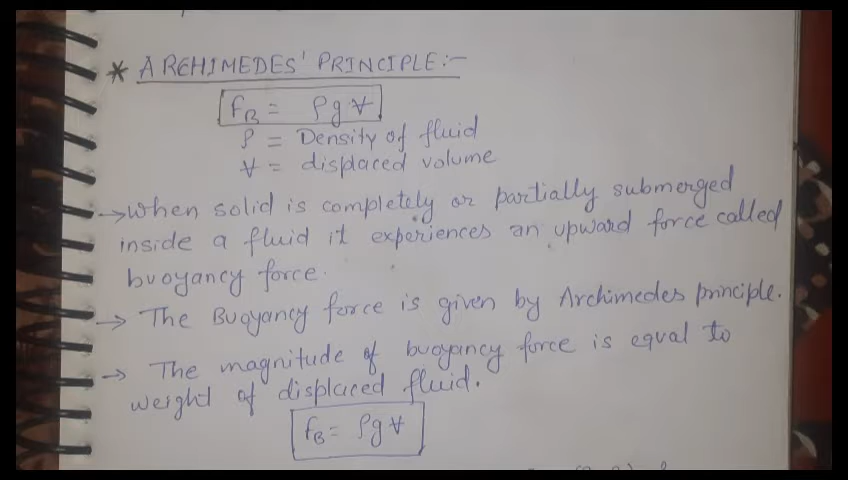 * ARCHIMEDES' PRINCIPLE:-
FB = ρg∀
ρ = Density of fluid
∀ = displaced volume
→ When solid is completely or partially submerged
inside a fluid it experiences an upward force called
buoyancy force.
→ The Buoyancy force is given by Archimedes principle.
→ The magnitude of buoyancy force is equal to
weight of displaced fluid.
fB = ρg∀